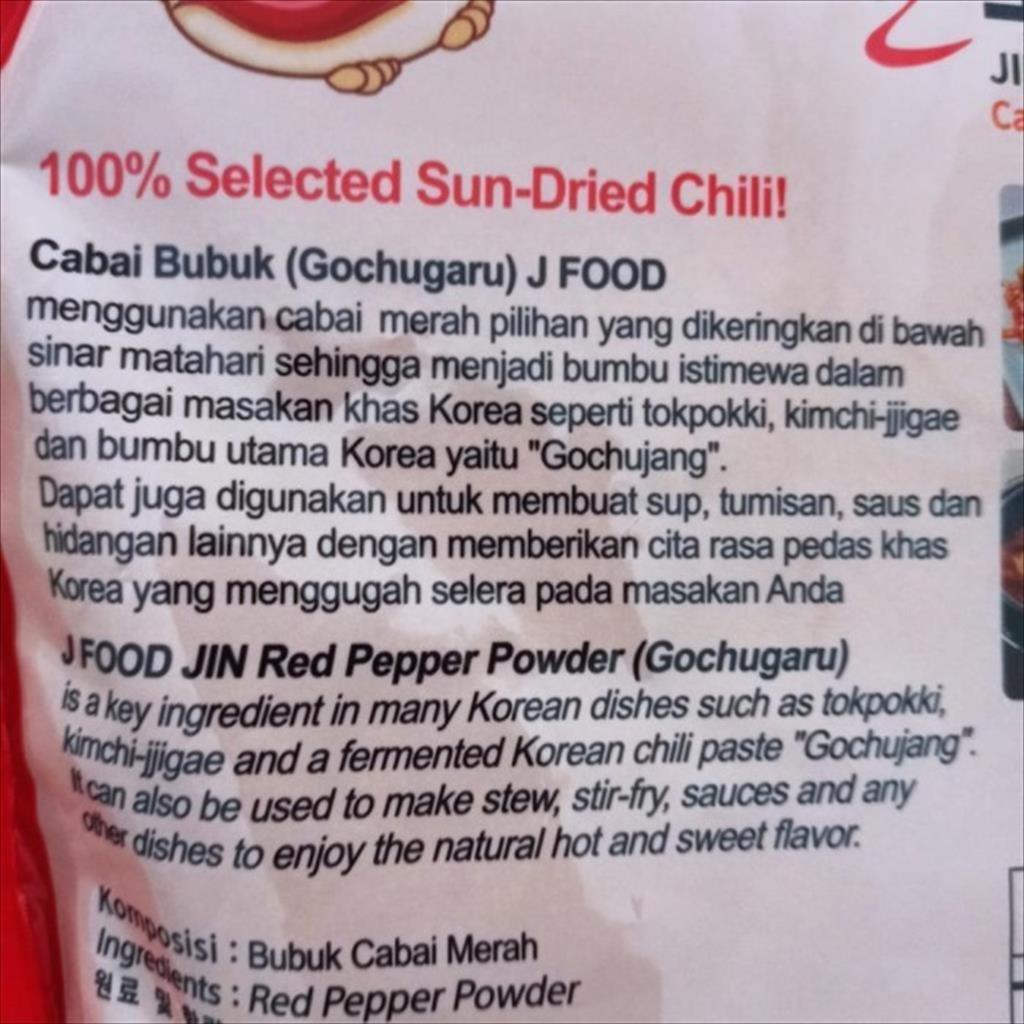 JI
Ca
100% Selected Sun-Dried Chili!
Cabai Bubuk (Gochugaru) J FOOD
menggunakan cabai merah pilihan yang dikeringkan di bawah
sinar matahari sehingga menjadi bumbu istimewa dalam
berbagai masakan khas Korea seperti tokpokki, kimchi-jjigae
dan bumbu utama Korea yaitu "Gochujang".
Dapat juga digunakan untuk membuat sup, tumisan, saus dan
hidangan lainnya dengan memberikan cita rasa pedas khas
Korea yang menggugah selera pada masakan Anda
J FOOD JIN Red Pepper Powder (Gochugaru)
is a key ingredient in many Korean dishes such as tokpokki,
kimchi-jjigae and a fermented Korean chili paste "Gochujang".
It can also be used to make stew, stir-fry, sauces and any
other dishes to enjoy the natural hot and sweet flavor.
Komposisi : Bubuk Cabai Merah
Ingredients : Red Pepper Powder
원료 및